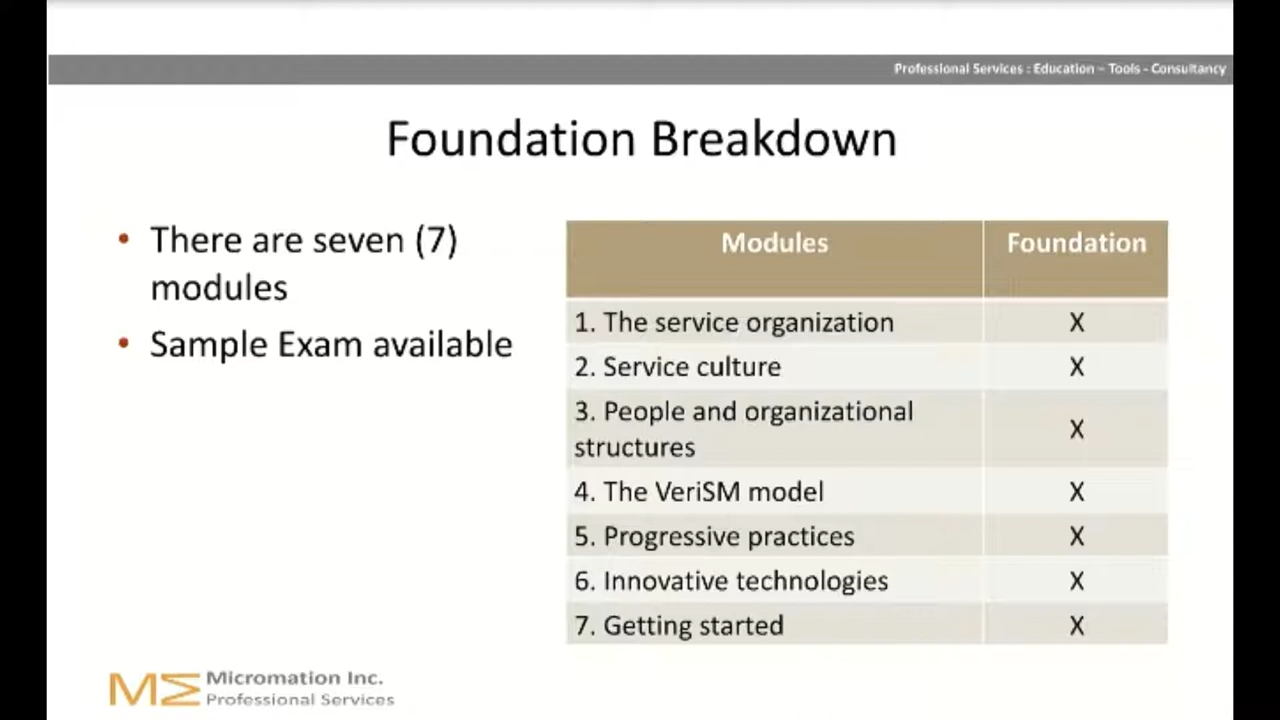 Professional Services : Education – Tools - Consultancy
Foundation Breakdown
• There are seven (7)
modules
• Sample Exam available
Modules Foundation
1. The service organization X
2. Service culture X
3. People and organizational
structures X
4. The VeriSM model X
5. Progressive practices X
6. Innovative technologies X
7. Getting started X
Micromation Inc.
Professional Services